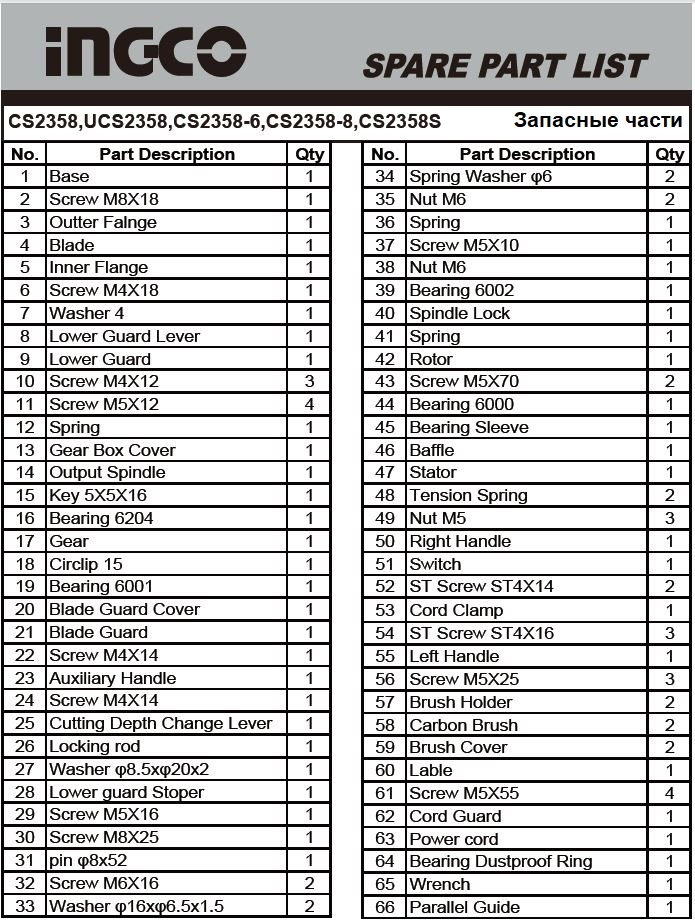 INGCO
SPARE PART LIST
CS2358,UCS2358,CS2358-6,CS2358-8,CS2358S
Запасные части
No. Part Description Qty
1 Base 1
2 Screw M8X18 1
3 Outter Falnge 1
4 Blade 1
5 Inner Flange 1
6 Screw M4X18 1
7 Washer 4 1
8 Lower Guard Lever 1
9 Lower Guard 1
10 Screw M4X12 3
11 Screw M5X12 4
12 Spring 1
13 Gear Box Cover 1
14 Output Spindle 1
15 Key 5X5X16 1
16 Bearing 6204 1
17 Gear 1
18 Circlip 15 1
19 Bearing 6001 1
20 Blade Guard Cover 1
21 Blade Guard 1
22 Screw M4X14 1
23 Auxiliary Handle 1
24 Screw M4X14 1
25 Cutting Depth Change Lever 1
26 Locking rod 1
27 Washer φ8.5xφ20x2 1
28 Lower guard Stoper 1
29 Screw M5X16 1
30 Screw M8X25 1
31 pin φ8x52 1
32 Screw M6X16 2
33 Washer φ16xφ6.5x1.5 2
No. Part Description Qty
34 Spring Washer φ6 2
35 Nut M6 2
36 Spring 1
37 Screw M5X10 1
38 Nut M6 1
39 Bearing 6002 1
40 Spindle Lock 1
41 Spring 1
42 Rotor 1
43 Screw M5X70 2
44 Bearing 6000 1
45 Bearing Sleeve 1
46 Baffle 1
47 Stator 1
48 Tension Spring 2
49 Nut M5 3
50 Right Handle 1
51 Switch 1
52 ST Screw ST4X14 2
53 Cord Clamp 1
54 ST Screw ST4X16 3
55 Left Handle 1
56 Screw M5X25 3
57 Brush Holder 2
58 Carbon Brush 2
59 Brush Cover 2
60 Lable 1
61 Screw M5X55 4
62 Cord Guard 1
63 Power cord 1
64 Bearing Dustproof Ring 1
65 Wrench 1
66 Parallel Guide 1